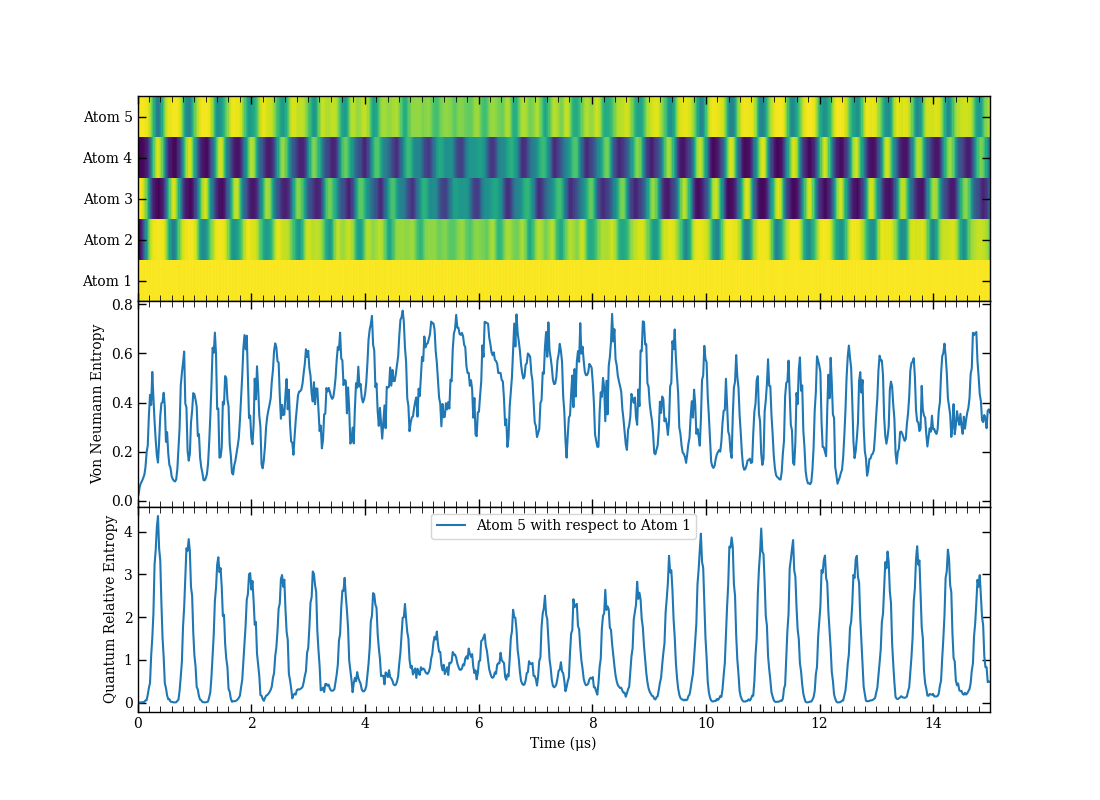 Atom 5
Atom 4
Atom 3
Atom 2
Atom 1
0.8
0.6
0.4
0.2
0.0
Von Neumann Entropy
Atom 5 with respect to Atom 1
4
3
2
1
0
Quantum Relative Entropy
0 2 4 6 8 10 12 14
Time (μs)